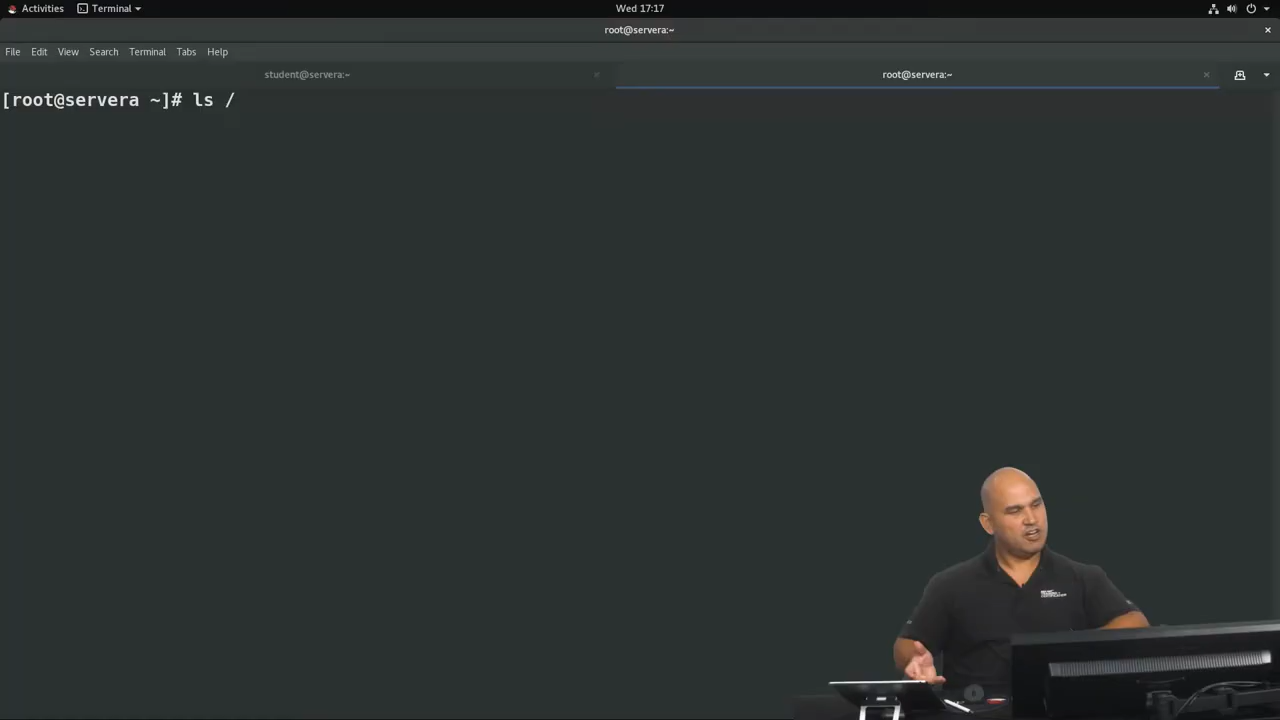 Activities Terminal Wed 17:17
root@servera:~
File Edit View Search Terminal Tabs Help
student@servera:~ root@servera:~
[root@servera ~]# ls /